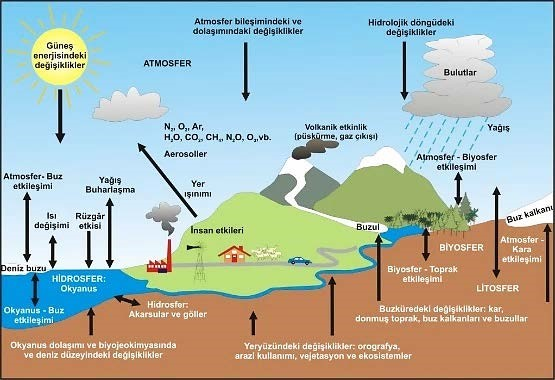 Güneş
enerjisindeki
değişiklikler
Atmosfer bileşimindeki ve
dolaşımındaki değişiklikler
Hidrolojik döngüdeki
değişiklikler
ATMOSFER
Bulutlar
N₂, O₂, Ar,
H₂O, CO₂, CH₄, N₂O, O₃,vb.
Aerosoller
Volkanik etkinlik
(püskürme, gaz çıkışı)
Yağış
Atmosfer - Biyosfer
etkileşimi
Atmosfer- Buz
etkileşimi
Yağış
Buharlaşma
Yer
ışınımı
Isı
değişimi
Rüzgâr
etkisi
İnsan etkileri
Buzul
Buz kalkanı
BİYOSFER
Atmosfer -
Kara
etkileşimi
Deniz buzu
HİDROSFER:
Okyanus
Biyosfer - Toprak
etkileşimi
LİTOSFER
Okyanus - Buz
etkileşimi
Hidrosfer:
Akarsular ve göller
Buzküredeki değişiklikler: kar,
donmuş toprak, buz kalkanları ve buzullar
Okyanus dolaşımı ve biyojeokimyasında
ve deniz düzeyindeki değişiklikler
Yeryüzündeki değişiklikler: orografya,
arazi kullanımı, vejetasyon ve ekosistemler